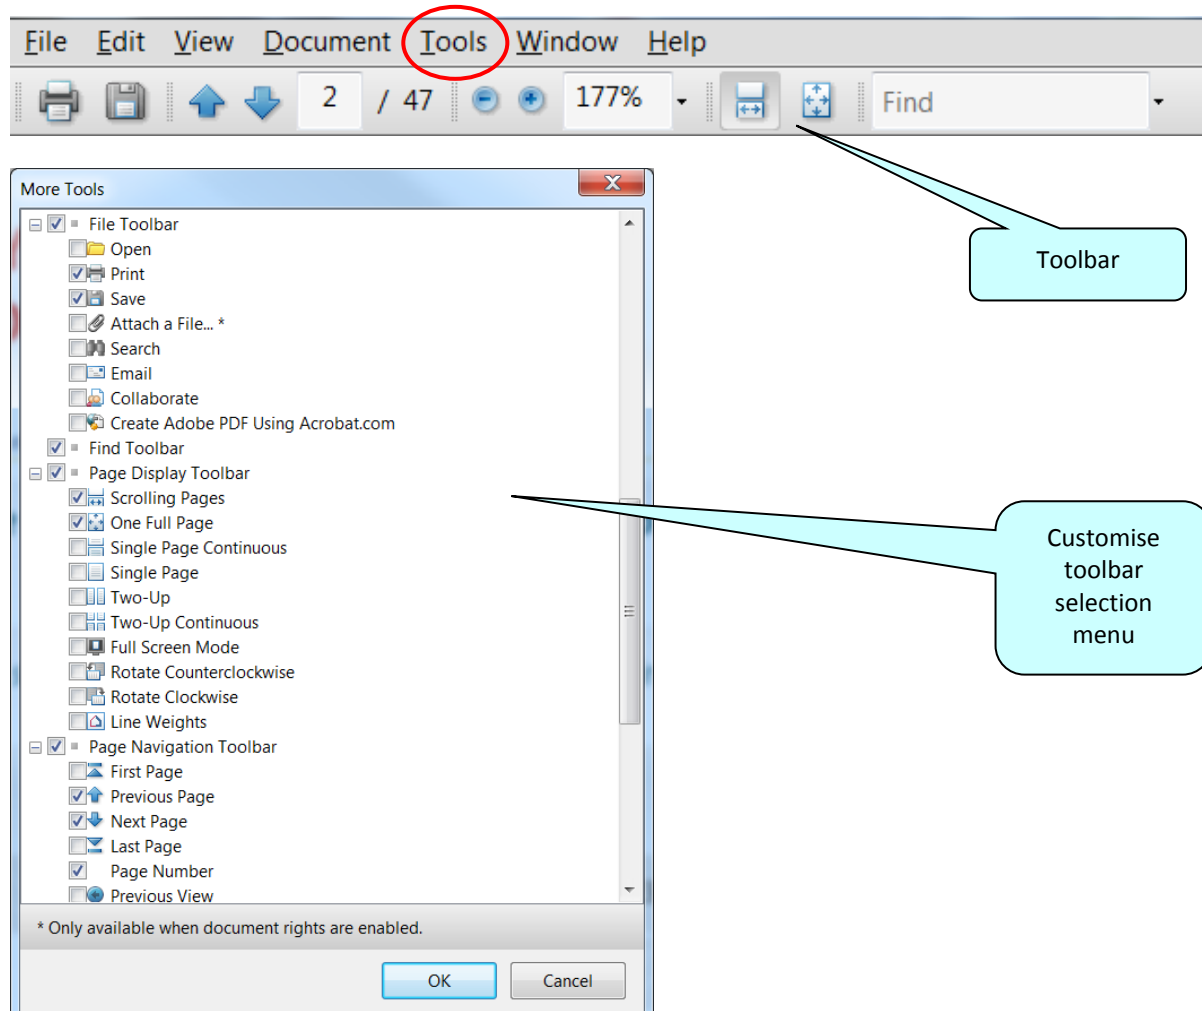 File Edit View Document Tools Window Help
2 / 47 177% Find
Toolbar
More Tools
File Toolbar
Open
Print
Save
Attach a File... *
Search
Email
Collaborate
Create Adobe PDF Using Acrobat.com
Find Toolbar
Page Display Toolbar
Scrolling Pages
One Full Page
Single Page Continuous
Single Page
Two-Up
Two-Up Continuous
Full Screen Mode
Rotate Counterclockwise
Rotate Clockwise
Line Weights
Page Navigation Toolbar
First Page
Previous Page
Next Page
Last Page
Page Number
Previous View
* Only available when document rights are enabled.
OK Cancel
Customise
toolbar
selection
menu